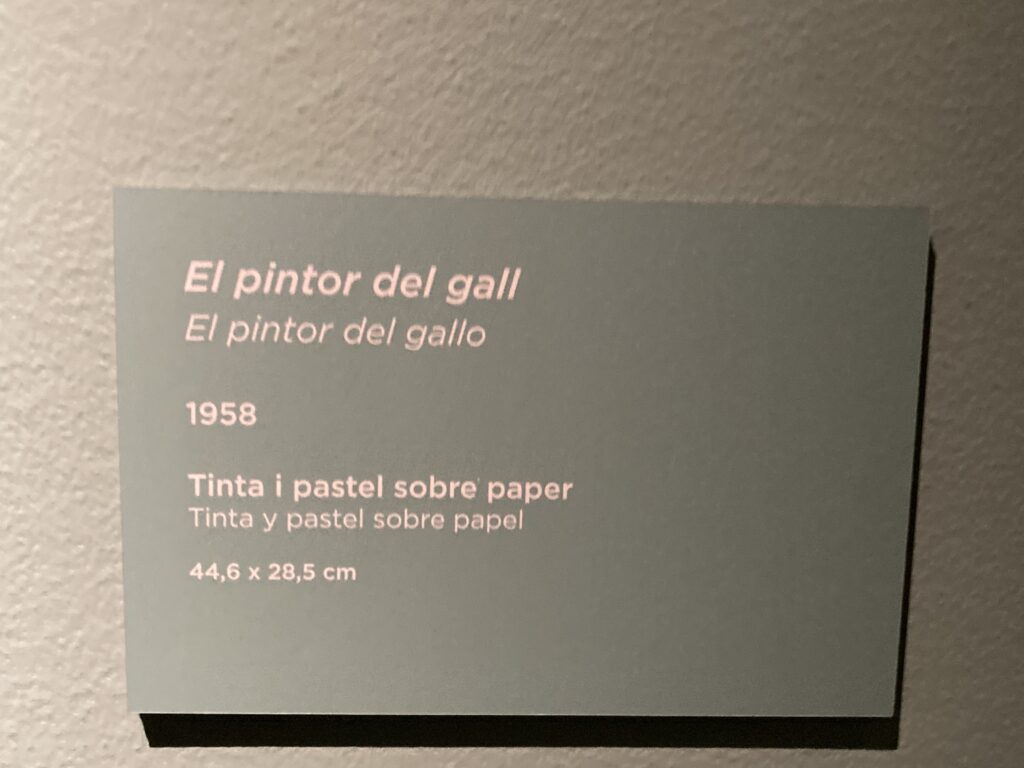 El pintor del gall
El pintor del gallo
1958
Tinta i pastel sobre paper
Tinta y pastel sobre papel
44,6 x 28,5 cm